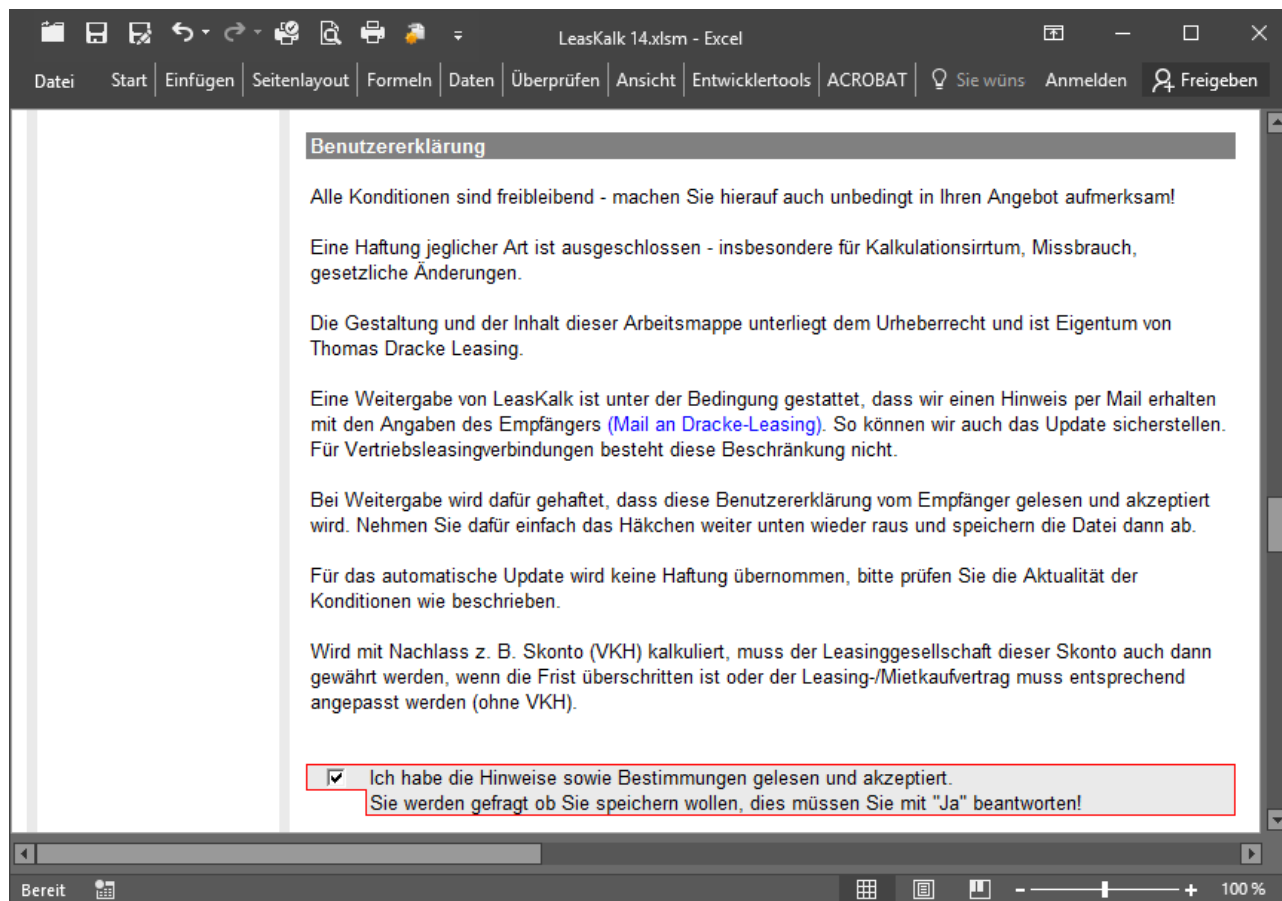 LeasKalk 14.xlsm - Excel
Datei Start Einfügen Seitenlayout Formeln Daten Überprüfen Ansicht Entwicklertools ACROBAT Sie wüns Anmelden Freigeben
Benutzererklärung
Alle Konditionen sind freibleibend - machen Sie hierauf auch unbedingt in Ihren Angebot aufmerksam!
Eine Haftung jeglicher Art ist ausgeschlossen - insbesondere für Kalkulationsirrtum, Missbrauch,
gesetzliche Änderungen.
Die Gestaltung und der Inhalt dieser Arbeitsmappe unterliegt dem Urheberrecht und ist Eigentum von
Thomas Dracke Leasing.
Eine Weitergabe von LeasKalk ist unter der Bedingung gestattet, dass wir einen Hinweis per Mail erhalten
mit den Angaben des Empfängers (Mail an Dracke-Leasing). So können wir auch das Update sicherstellen.
Für Vertriebsleasingverbindungen besteht diese Beschränkung nicht.
Bei Weitergabe wird dafür gehaftet, dass diese Benutzererklärung vom Empfänger gelesen und akzeptiert
wird. Nehmen Sie dafür einfach das Häkchen weiter unten wieder raus und speichern die Datei dann ab.
Für das automatische Update wird keine Haftung übernommen, bitte prüfen Sie die Aktualität der
Konditionen wie beschrieben.
Wird mit Nachlass z. B. Skonto (VKH) kalkuliert, muss der Leasinggesellschaft dieser Skonto auch dann
gewährt werden, wenn die Frist überschritten ist oder der Leasing-/Mietkaufvertrag muss entsprechend
angepasst werden (ohne VKH).
Ich habe die Hinweise sowie Bestimmungen gelesen und akzeptiert.
Sie werden gefragt ob Sie speichern wollen, dies müssen Sie mit "Ja" beantworten!
Bereit 100 %